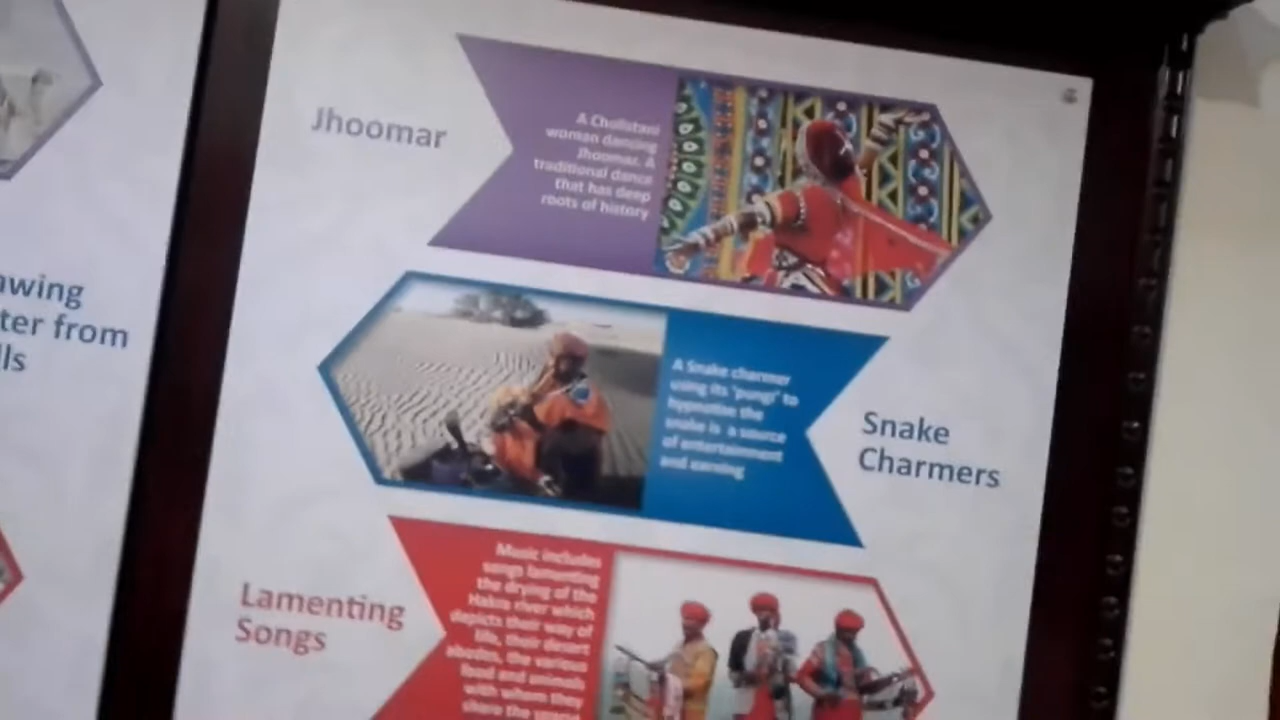 awing
ter from
lls
Jhoomar
A Cholistani
woman dancing
Jhoomar. A
traditional dance
that has deep
roots of history
A Snake charmer
using its 'pungi' to
hypnotise the
snake is a source
of entertainment
and earning
Snake
Charmers
Lamenting
Songs
Music includes
songs lamenting
the drying of the
Hakra river which
depicts their way of
life, their desert
abodes, the various
food and animals
with whom they
share the